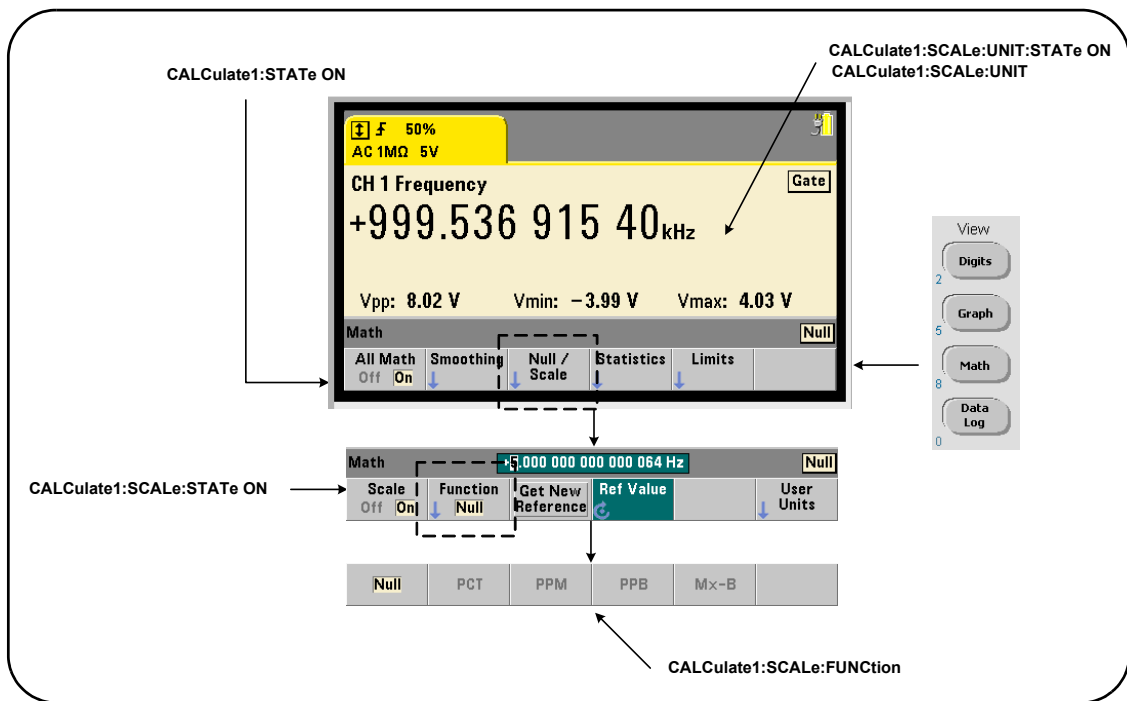 CALCulate1:SCALe:UNIT:STATe ON
CALCulate1:SCALe:UNIT
CALCulate1:STATe ON
50%
AC 1MΩ 5V
CH 1 Frequency
Gate
+999.536 915 40kHz
Vpp: 8.02 V Vmin: −3.99 V Vmax: 4.03 V
Math Null
All Math Smoothing Null / Statistics Limits
Off On Scale
View
Digits
2
Graph
5
Math
8
Data
Log
0
Math +5.000 000 000 000 064 Hz Null
CALCulate1:SCALe:STATe ON
Scale Function Get New Ref Value User
Off On Null Reference Units
Null PCT PPM PPB Mx-B
CALCulate1:SCALe:FUNCtion